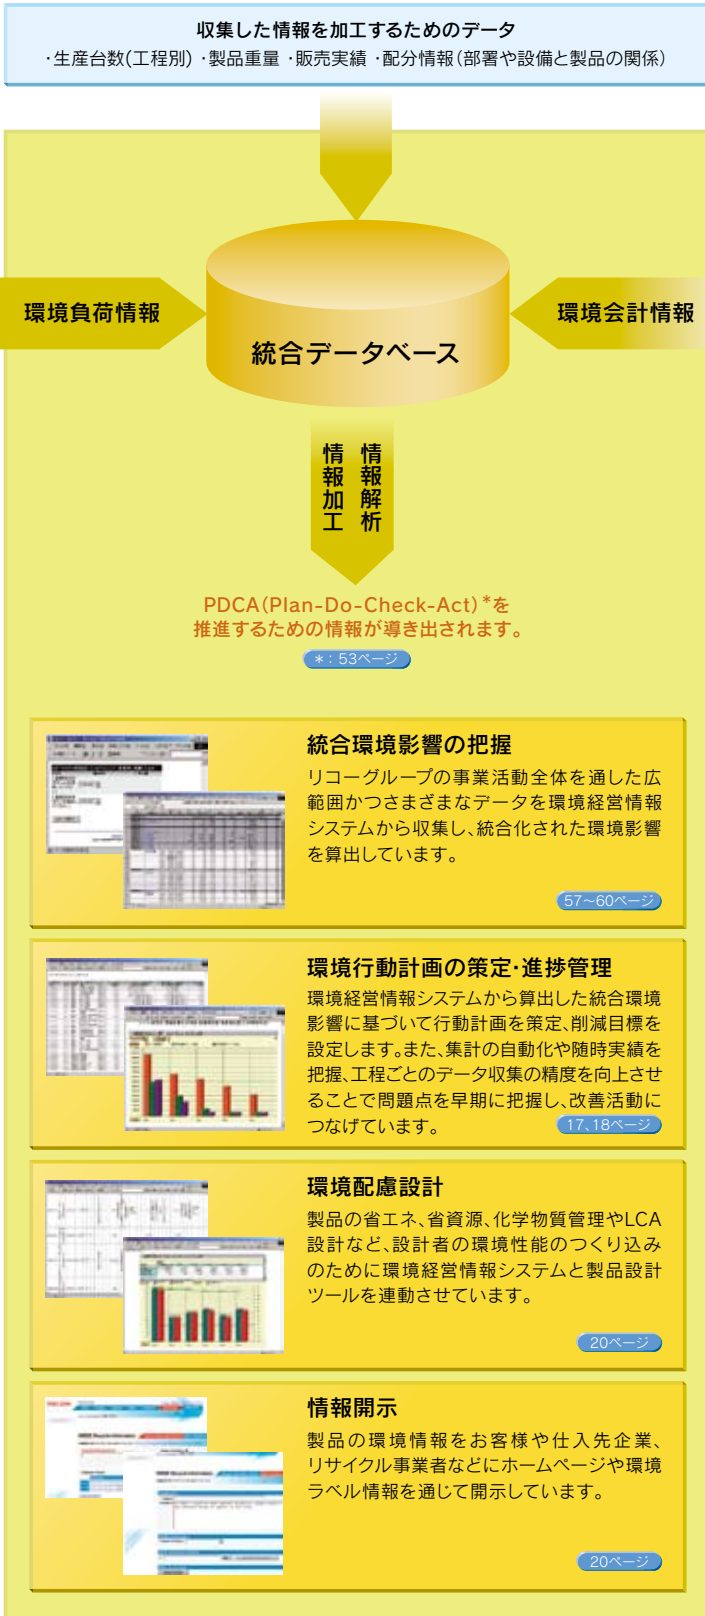 収集した情報を加工するためのデータ
・生産台数(工程別) ・製品重量 ・販売実績 ・配分情報(部署や設備と製品の関係)
環境負荷情報
統合データベース
環境会計情報
情報解析
情報加工
PDCA(Plan-Do-Check-Act)*を
推進するための情報が導き出されます。
*：53ページ
統合環境影響の把握
リコーグループの事業活動全体を通した広
範囲かつさまざまなデータを環境経営情報
システムから収集し、統合化された環境影響
を算出しています。
57〜60ページ
環境行動計画の策定・進捗管理
環境経営情報システムから算出した統合環境
影響に基づいて行動計画を策定、削減目標を
設定します。また、集計の自動化や随時実績を
把握、工程ごとのデータ収集の精度を向上させ
ることで問題点を早期に把握し、改善活動に
つなげています。
17、18ページ
環境配慮設計
製品の省エネ、省資源、化学物質管理やLCA
設計など、設計者の環境性能のつくり込み
のために環境経営情報システムと製品設計
ツールを連動させています。
20ページ
情報開示
製品の環境情報をお客様や仕入先企業、
リサイクル事業者などにホームページや環境
ラベル情報を通じて開示しています。
20ページ